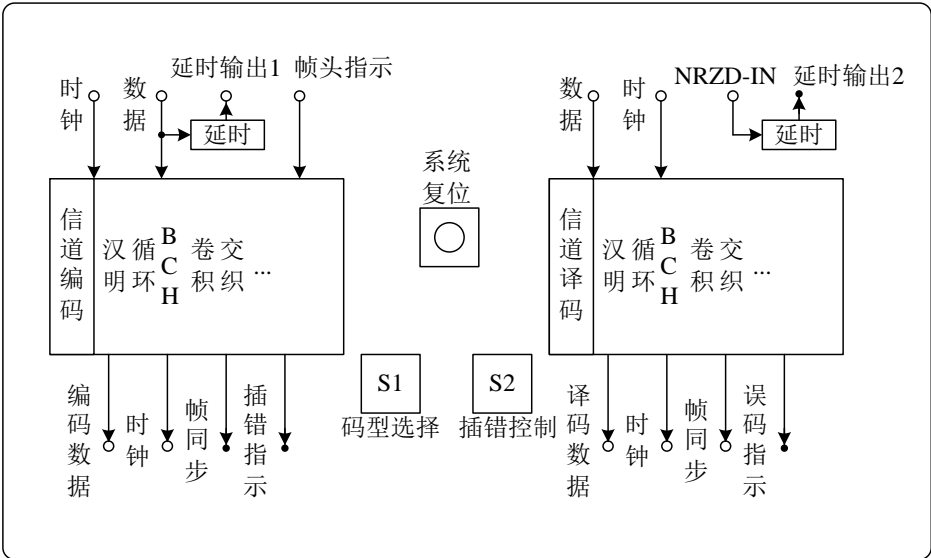 时钟
数据
延时输出1
帧头指示
延时
信道编码
汉明
循环
BCH
卷积
交织
...
编码数据
时钟
帧同步
插错指示
系统
复位
S1
码型选择
S2
插错控制
数据
时钟
NRZD-IN
延时输出2
延时
信道译码
汉明
循环
BCH
卷积
交织
...
译码数据
时钟
帧同步
误码指示